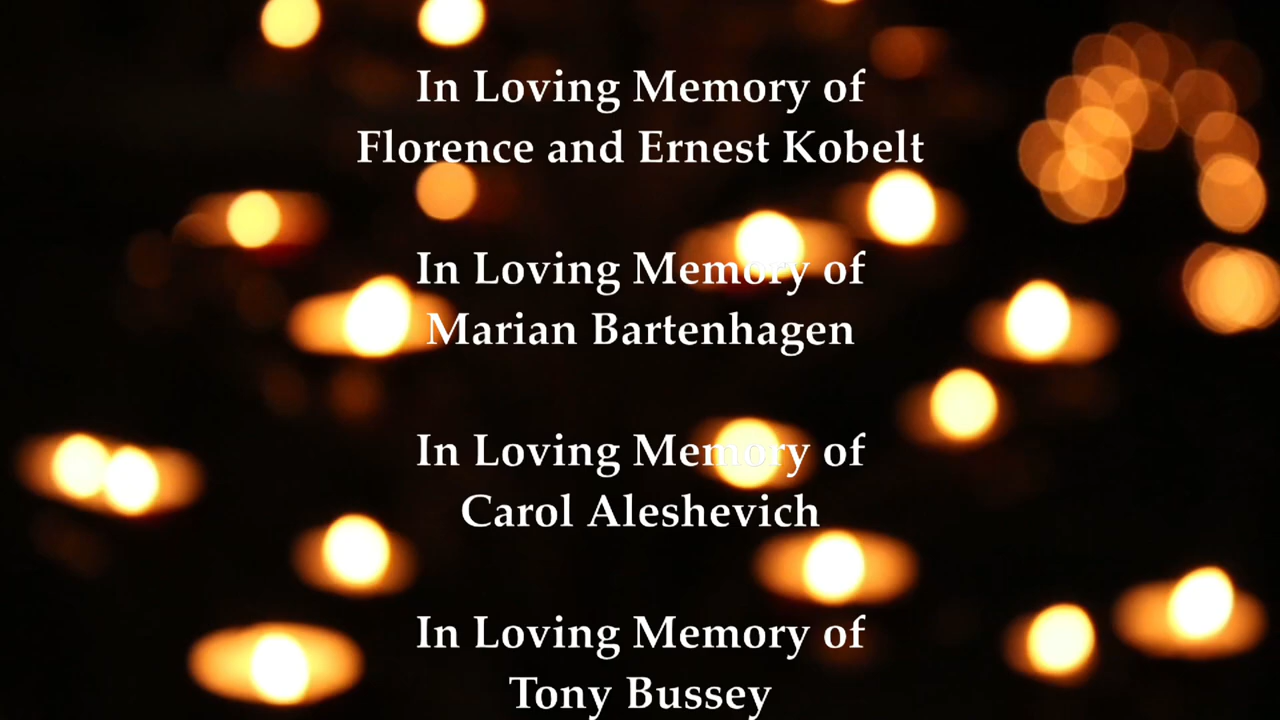 In Loving Memory of
Florence and Ernest Kobelt
In Loving Memory of
Marian Bartenhagen
In Loving Memory of
Carol Aleshevich
In Loving Memory of
Tony Bussey